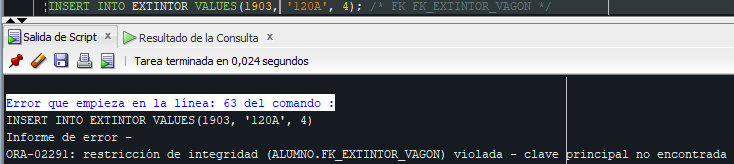 INSERT INTO EXTINTOR VALUES(1903, '120A', 4); /* FK FK_EXTINTOR_VAGON */
Salida de Script x Resultado de la Consulta x
Tarea terminada en 0,024 segundos
Error que empieza en la línea: 63 del comando :
INSERT INTO EXTINTOR VALUES(1903, '120A', 4)
Informe de error -
ORA-02291: restricción de integridad (ALUMNO.FK_EXTINTOR_VAGON) violada - clave principal no encontrada